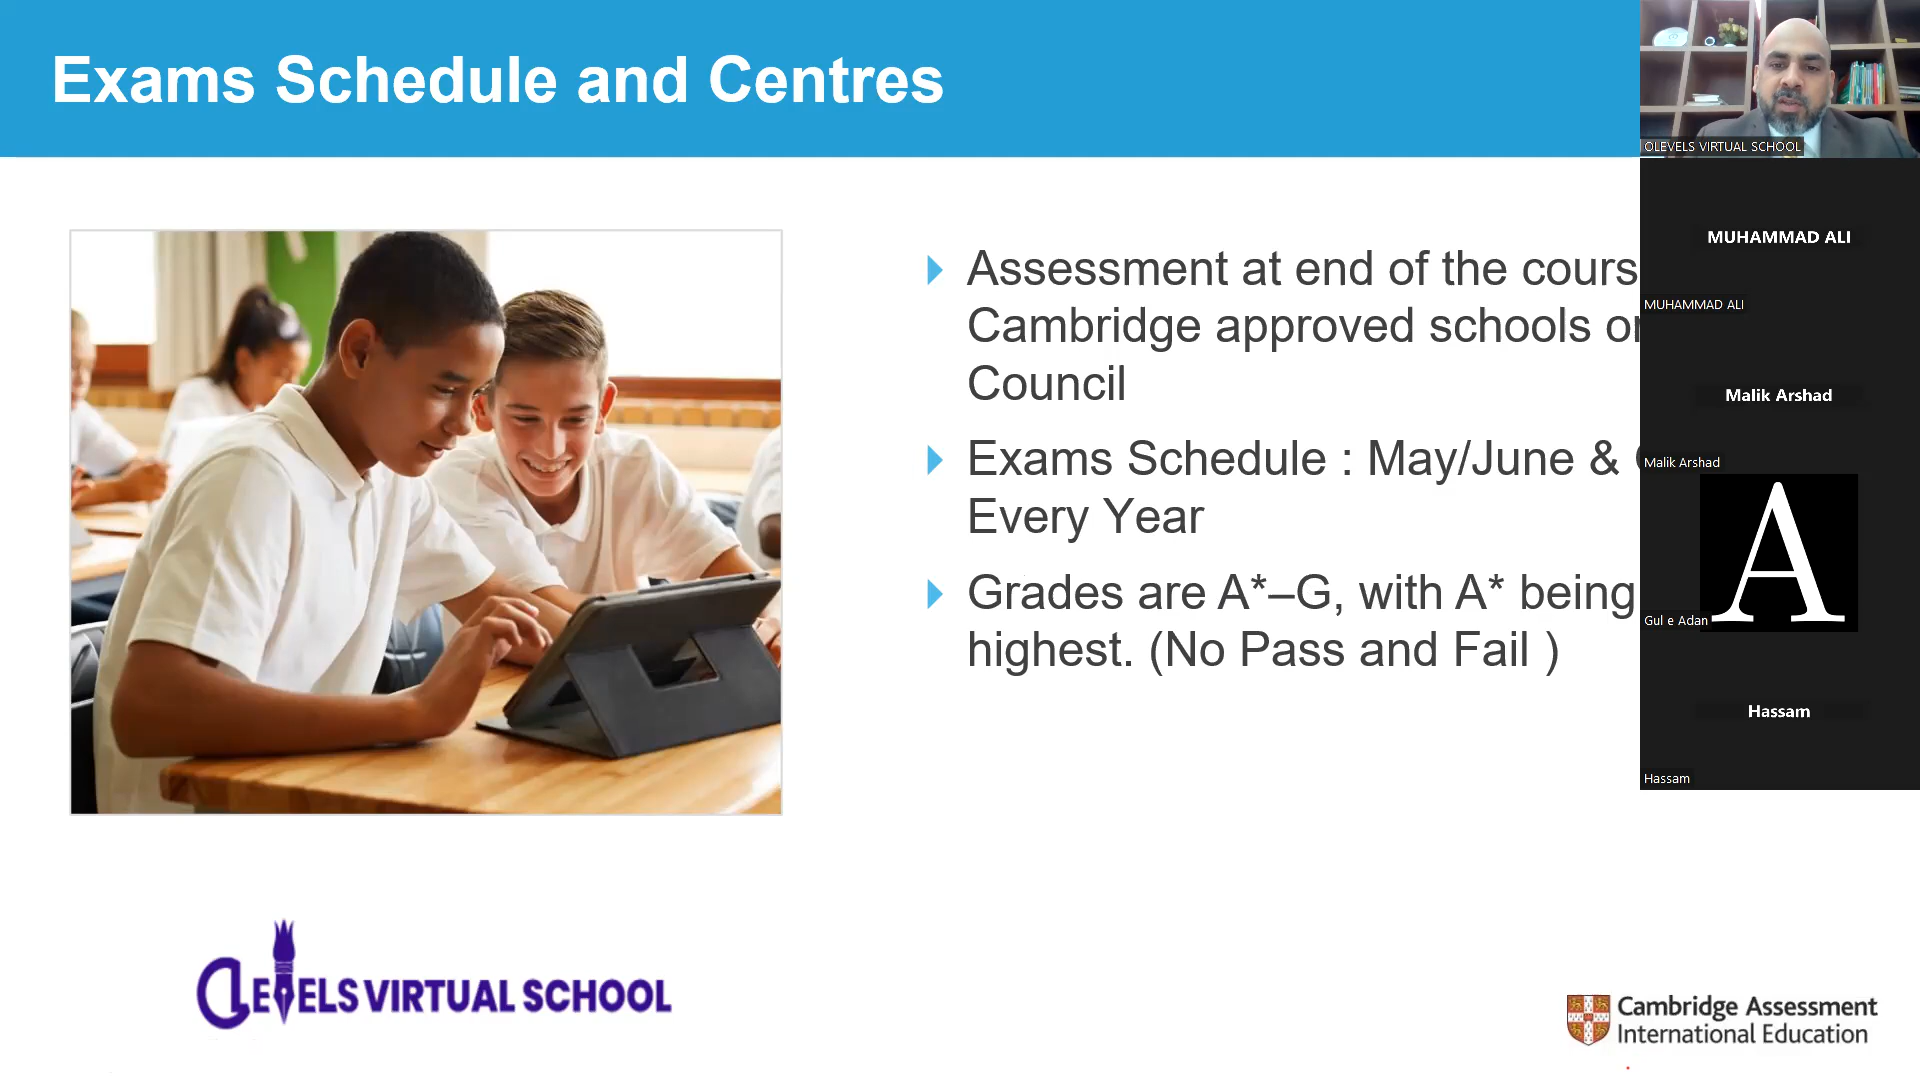 Exams Schedule and Centres
Assessment at end of the cours
Cambridge approved schools or
Council
Exams Schedule : May/June &
Every Year
Grades are A*–G, with A* being
highest. (No Pass and Fail )
OLEVELS VIRTUAL SCHOOL
MUHAMMAD ALI
MUHAMMAD ALI
Malik Arshad
Malik Arshad
A
Gul e Adan
Hassam
Hassam
OLEVELS VIRTUAL SCHOOL
Cambridge Assessment
International Education